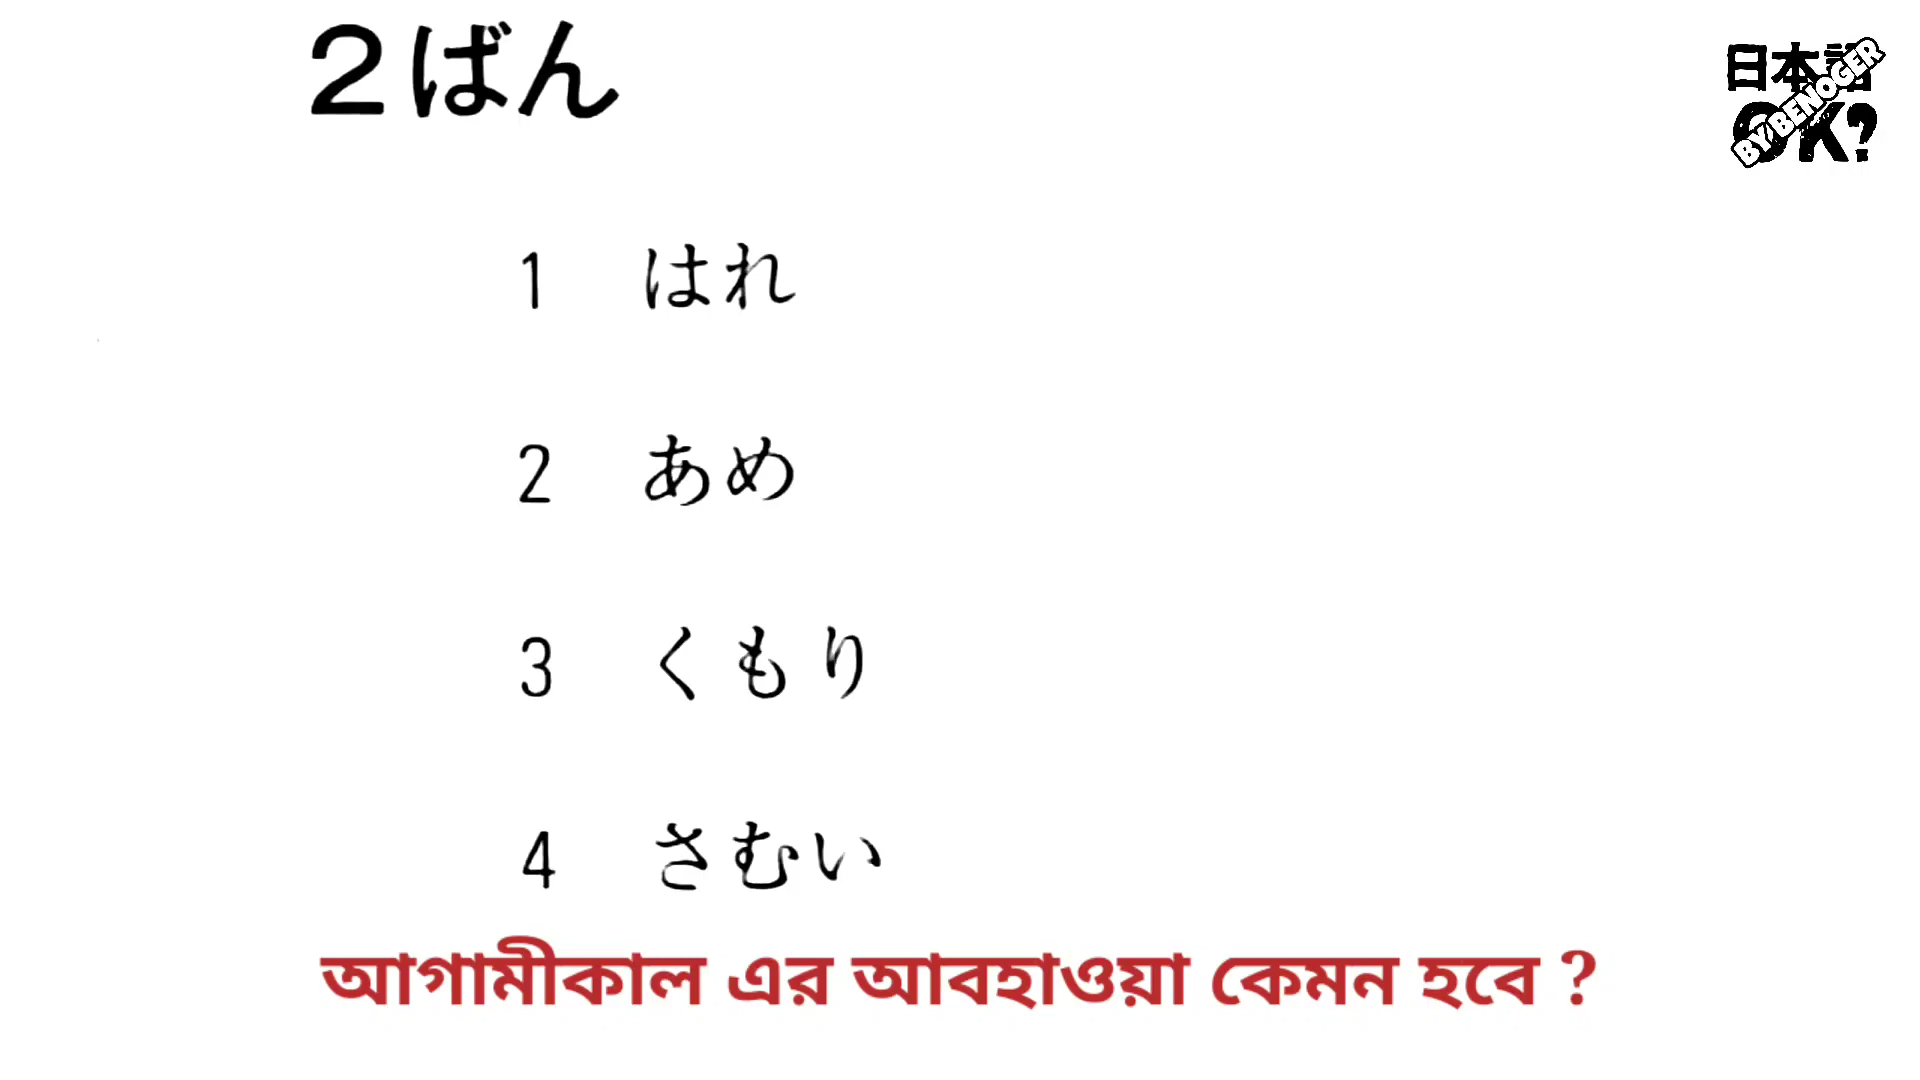 2ばん
日本語
OK?
BY BENOGER
1 はれ
2 あめ
3 くもり
4 さむい
আগামীকাল এর আবহাওয়া কেমন হবে ?